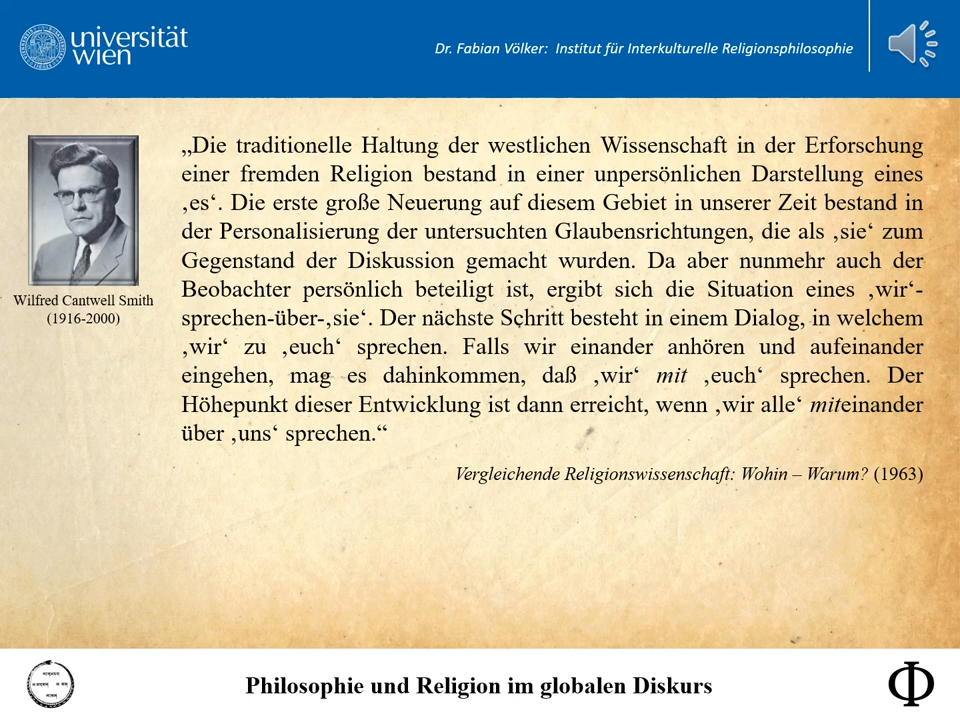 universität
wien
Dr. Fabian Völker: Institut für Interkulturelle Religionsphilosophie
„Die traditionelle Haltung der westlichen Wissenschaft in der Erforschung
einer fremden Religion bestand in einer unpersönlichen Darstellung eines
‚es‘. Die erste große Neuerung auf diesem Gebiet in unserer Zeit bestand in
der Personalisierung der untersuchten Glaubensrichtungen, die als ‚sie‘ zum
Gegenstand der Diskussion gemacht wurden. Da aber nunmehr auch der
Beobachter persönlich beteiligt ist, ergibt sich die Situation eines ‚wir‘-
sprechen-über-‚sie‘. Der nächste Schritt besteht in einem Dialog, in welchem
‚wir‘ zu ‚euch‘ sprechen. Falls wir einander anhören und aufeinander
eingehen, mag es dahinkommen, daß ‚wir‘ mit ‚euch‘ sprechen. Der
Höhepunkt dieser Entwicklung ist dann erreicht, wenn ‚wir alle‘ miteinander
über ‚uns‘ sprechen.“
Wilfred Cantwell Smith
(1916-2000)
Vergleichende Religionswissenschaft: Wohin – Warum? (1963)
Philosophie und Religion im globalen Diskurs
Φ